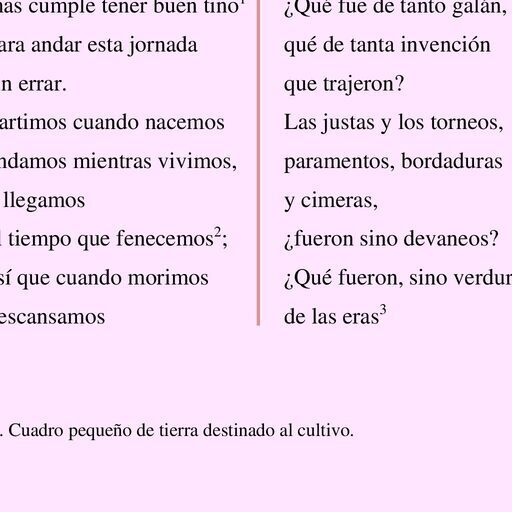 mas cumple tener buen tino¹
ara andar esta jornada
n errar.
artimos cuando nacemos
ndamos mientras vivimos,
llegamos
l tiempo que fenecemos²;
sí que cuando morimos
escansamos
¿Qué fue de tanto galán,
qué de tanta invención
que trajeron?
Las justas y los torneos,
paramentos, bordaduras
y cimeras,
¿fueron sino devaneos?
¿Qué fueron, sino verdur
de las eras³
. Cuadro pequeño de tierra destinado al cultivo.